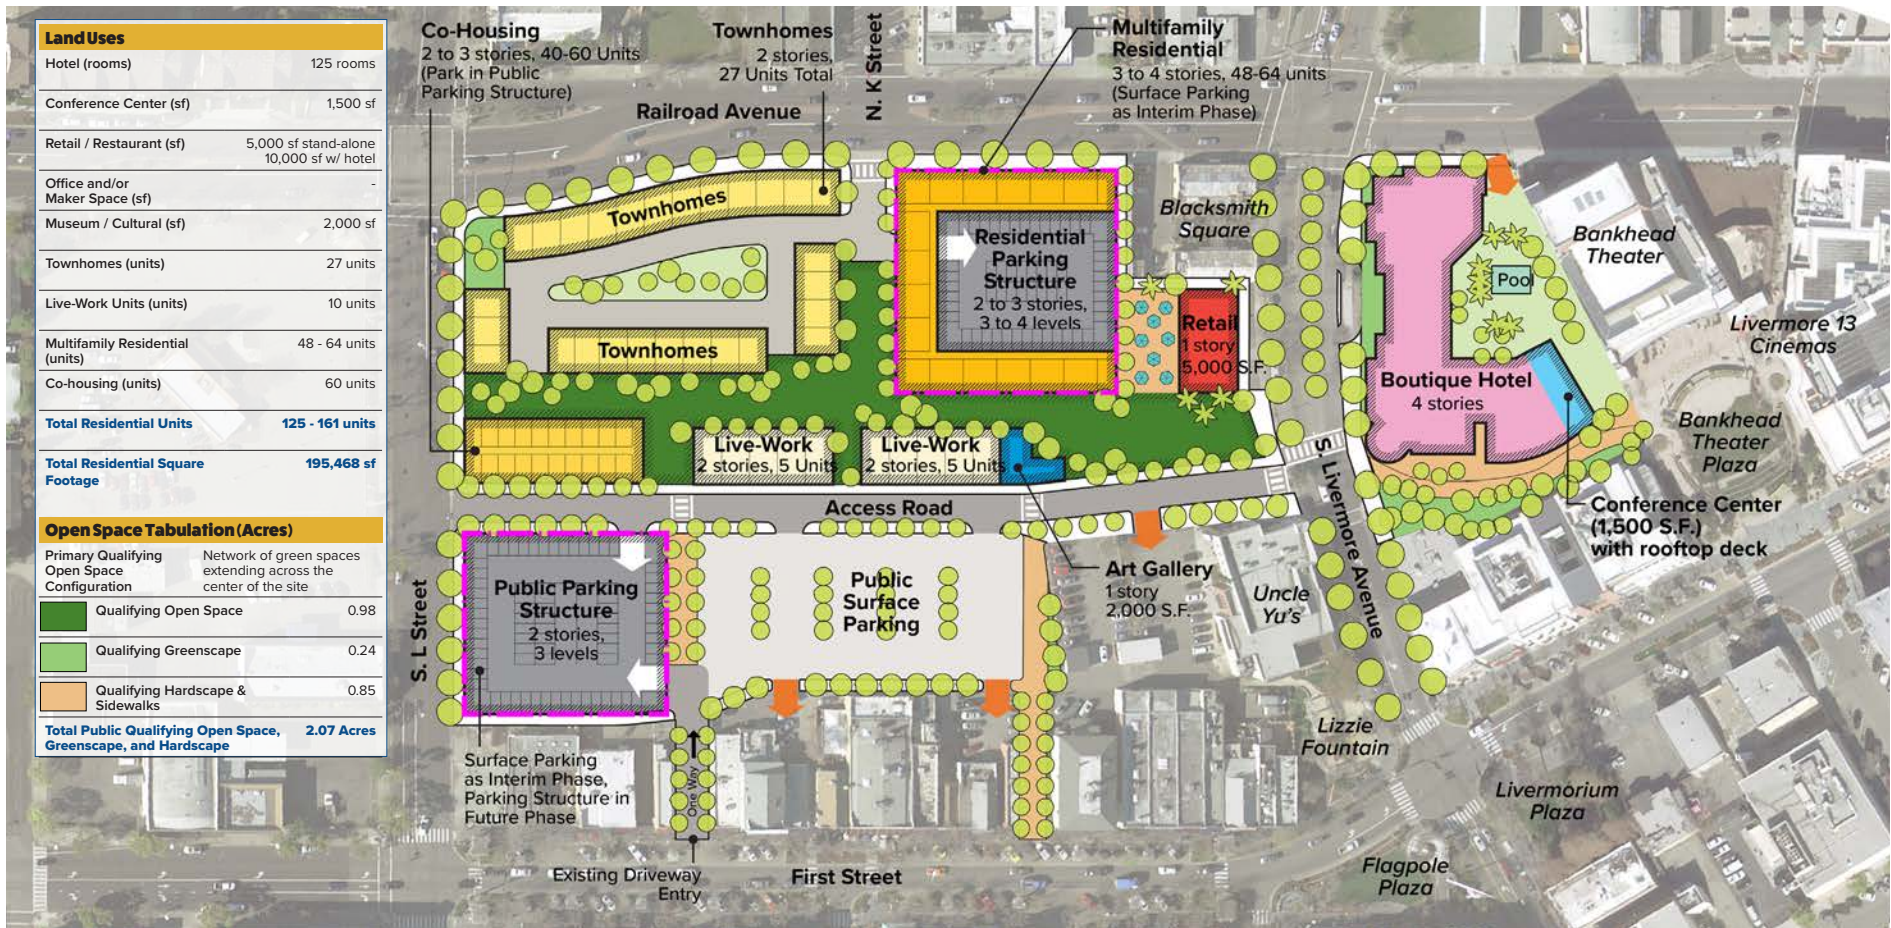 Land Uses
Hotel (rooms) 125 rooms
Conference Center (sf) 1,500 sf
Retail / Restaurant (sf) 5,000 sf stand-alone
10,000 sf w/ hotel
Office and/or -
Maker Space (sf)
Museum / Cultural (sf) 2,000 sf
Townhomes (units) 27 units
Live-Work Units (units) 10 units
Multifamily Residential 48 - 64 units
(units)
Co-housing (units) 60 units
Total Residential Units 125 - 161 units
Total Residential Square 195,468 sf
Footage
Open Space Tabulation (Acres)
Primary Qualifying Network of green spaces
Open Space extending across the
Configuration center of the site
Qualifying Open Space 0.98
Qualifying Greenscape 0.24
Qualifying Hardscape & 0.85
Sidewalks
Total Public Qualifying Open Space, 2.07 Acres
Greenscape, and Hardscape
Co-Housing
2 to 3 stories, 40-60 Units
(Park in Public
Parking Structure)
Townhomes
2 stories,
27 Units Total
Railroad Avenue
N. K Street
Multifamily
Residential
3 to 4 stories, 48-64 units
(Surface Parking
as Interim Phase)
Townhomes
Townhomes
Residential
Parking
Structure
2 to 3 stories,
3 to 4 levels
Blacksmith
Square
Retail
1 story
5,000 S.F.
Bankhead
Theater
Pool
Livermore 13
Cinemas
Boutique Hotel
4 stories
Bankhead
Theater
Plaza
Live-Work
2 stories, 5 Units
Live-Work
2 stories, 5 Units
Access Road
S. Livermore Avenue
Conference Center
(1,500 S.F.)
with rooftop deck
S. L Street
Public Parking
Structure
2 stories,
3 levels
Public
Surface
Parking
Art Gallery
1 story
2,000 S.F.
Uncle
Yu's
Lizzie
Fountain
Surface Parking
as Interim Phase,
Parking Structure in
Future Phase
One Way
Livermorium
Plaza
Existing Driveway
Entry
First Street
Flagpole
Plaza